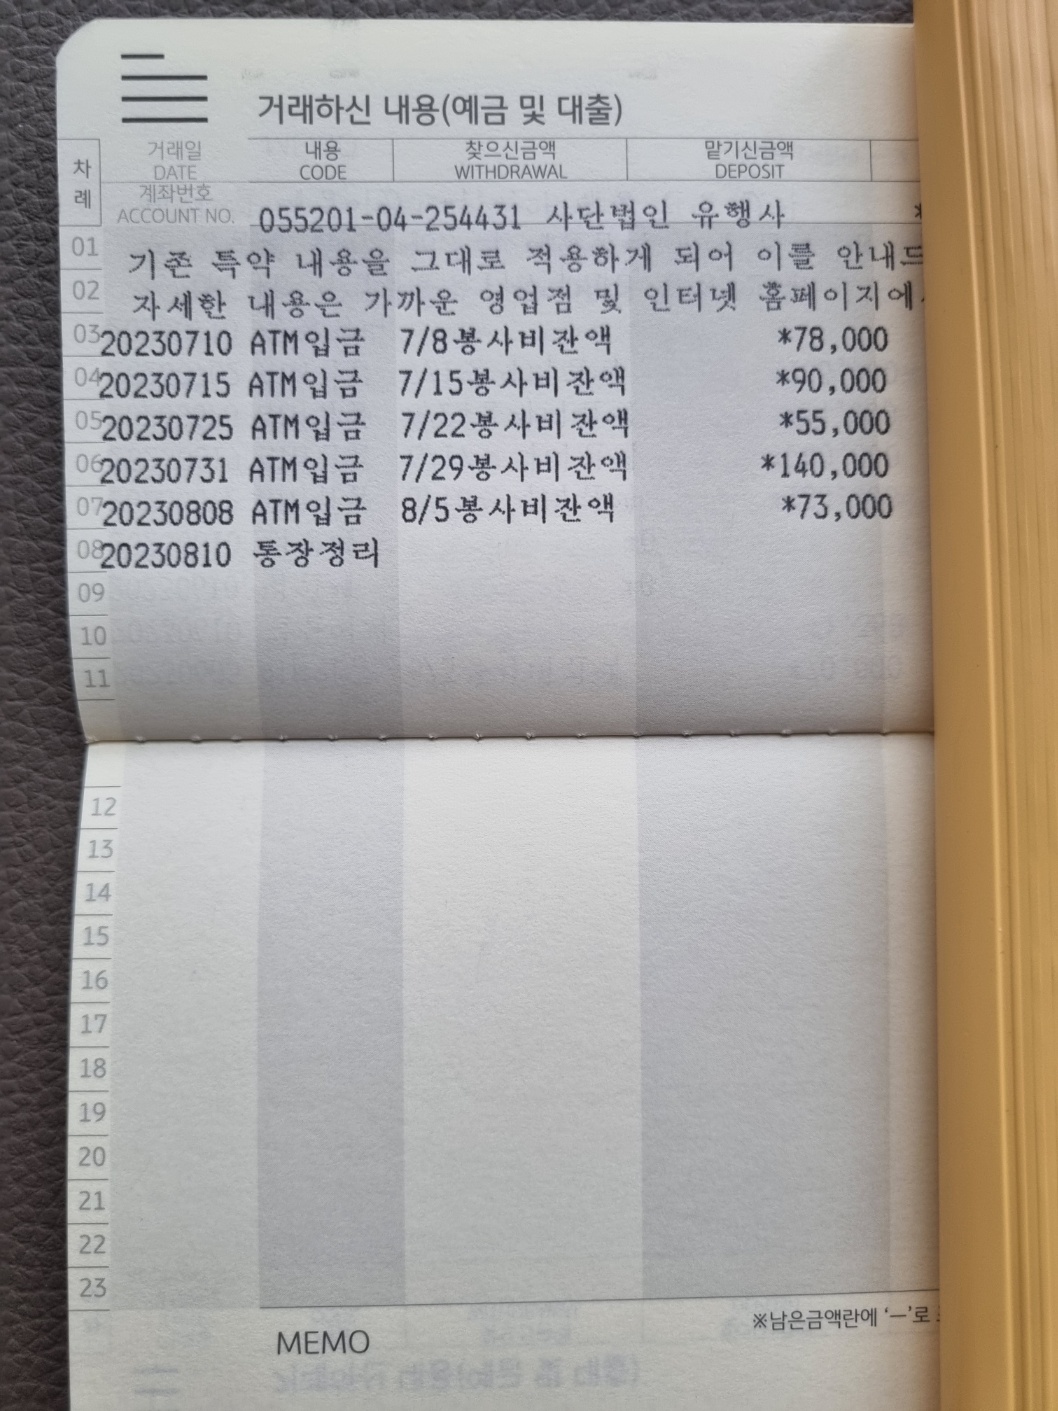 거래하신 내용(예금 및 대출)
차례 거래일 DATE 내용 CODE 찾으신금액 WITHDRAWAL 맡기신금액 DEPOSIT
계좌번호 ACCOUNT NO. 055201-04-254431 사단법인 유행사 *
01 기존 특약 내용을 그대로 적용하게 되어 이를 안내드
02 자세한 내용은 가까운 영업점 및 인터넷 홈페이지에
03 20230710 ATM입금 7/8봉사비잔액 *78,000
04 20230715 ATM입금 7/15봉사비잔액 *90,000
05 20230725 ATM입금 7/22봉사비잔액 *55,000
06 20230731 ATM입금 7/29봉사비잔액 *140,000
07 20230808 ATM입금 8/5봉사비잔액 *73,000
08 20230810 통장정리
09
10
11
12
13
14
15
16
17
18
19
20
21
22
23
※남은금액란에 ‘-’로
MEMO